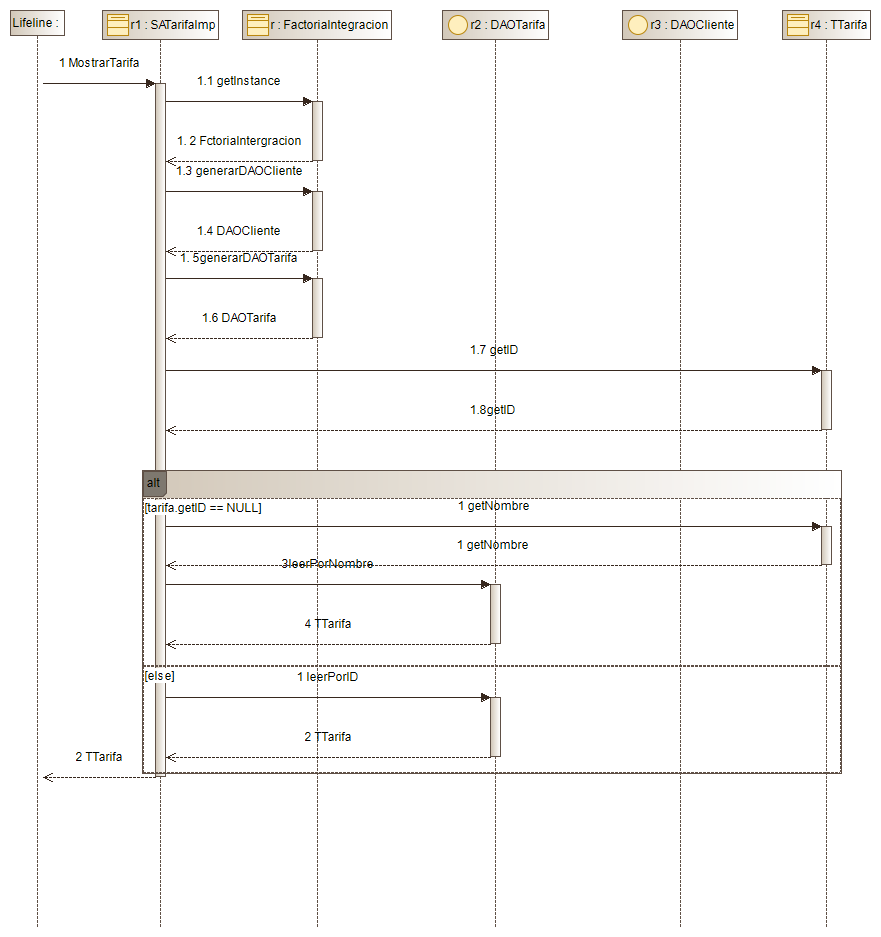 Lifeline :
r1 : SATarifaImp
r : FactoriaIntegracion
r2 : DAOTarifa
r3 : DAOCliente
r4 : TTarifa
1 MostrarTarifa
1.1 getInstance
1. 2 FctoriaIntergracion
1.3 generarDAOCliente
1.4 DAOCliente
1. 5generarDAOTarifa
1.6 DAOTarifa
1.7 getID
1.8getID
alt
[tarifa.getID == NULL]
1 getNombre
1 getNombre
3leerPorNombre
4 TTarifa
[else]
1 leerPorID
2 TTarifa
2 TTarifa